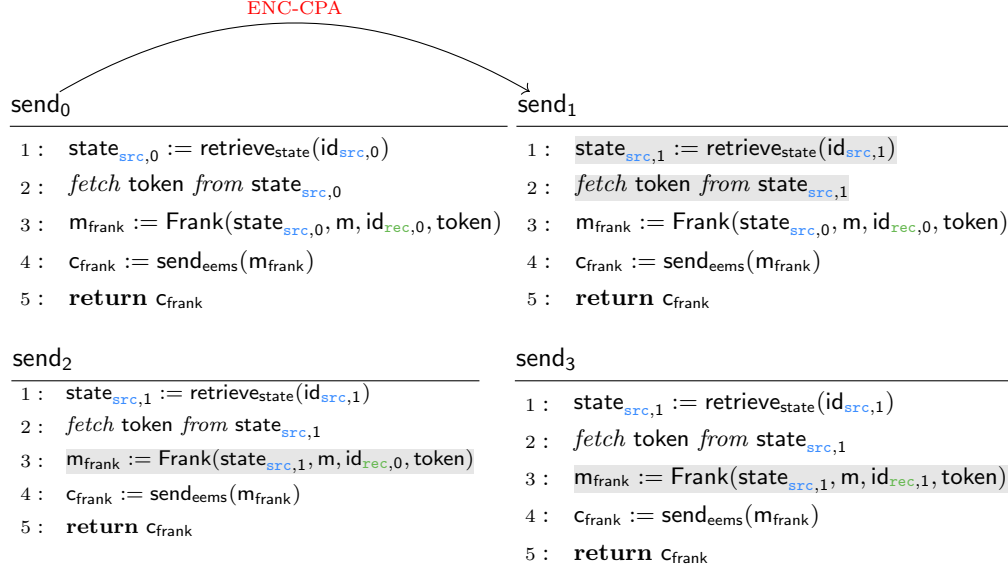 ENC-CPA
send0
1 : state_src,0 := retrieve_state(id_src,0)
2 : fetch token from state_src,0
3 : m_frank := Frank(state_src,0, m, id_rec,0, token)
4 : c_frank := send_eems(m_frank)
5 : return c_frank
send1
1 : state_src,1 := retrieve_state(id_src,1)
2 : fetch token from state_src,1
3 : m_frank := Frank(state_src,0, m, id_rec,0, token)
4 : c_frank := send_eems(m_frank)
5 : return c_frank
send2
1 : state_src,1 := retrieve_state(id_src,1)
2 : fetch token from state_src,1
3 : m_frank := Frank(state_src,1, m, id_rec,0, token)
4 : c_frank := send_eems(m_frank)
5 : return c_frank
send3
1 : state_src,1 := retrieve_state(id_src,1)
2 : fetch token from state_src,1
3 : m_frank := Frank(state_src,1, m, id_rec,1, token)
4 : c_frank := send_eems(m_frank)
5 : return c_frank